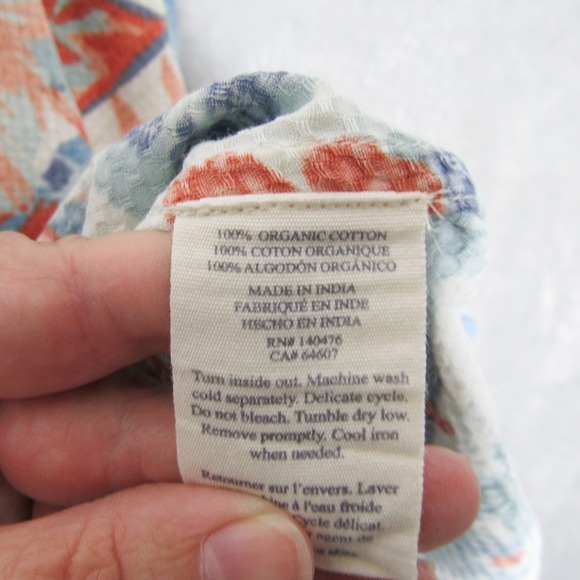 100% ORGANIC COTTON
100% COTON ORGANIQUE
100% ALGODÓN ORGÁNICO
MADE IN INDIA
FABRIQUÉ EN INDE
HECHO EN INDIA
RN# 140476
CA# 64607
Turn inside out. Machine wash
cold separately. Delicate cycle.
Do not bleach. Tumble dry low.
Remove promptly. Cool iron
when needed.
Retourner sur l'envers. Laver
à l'eau froide
cycle délicat.
agent de